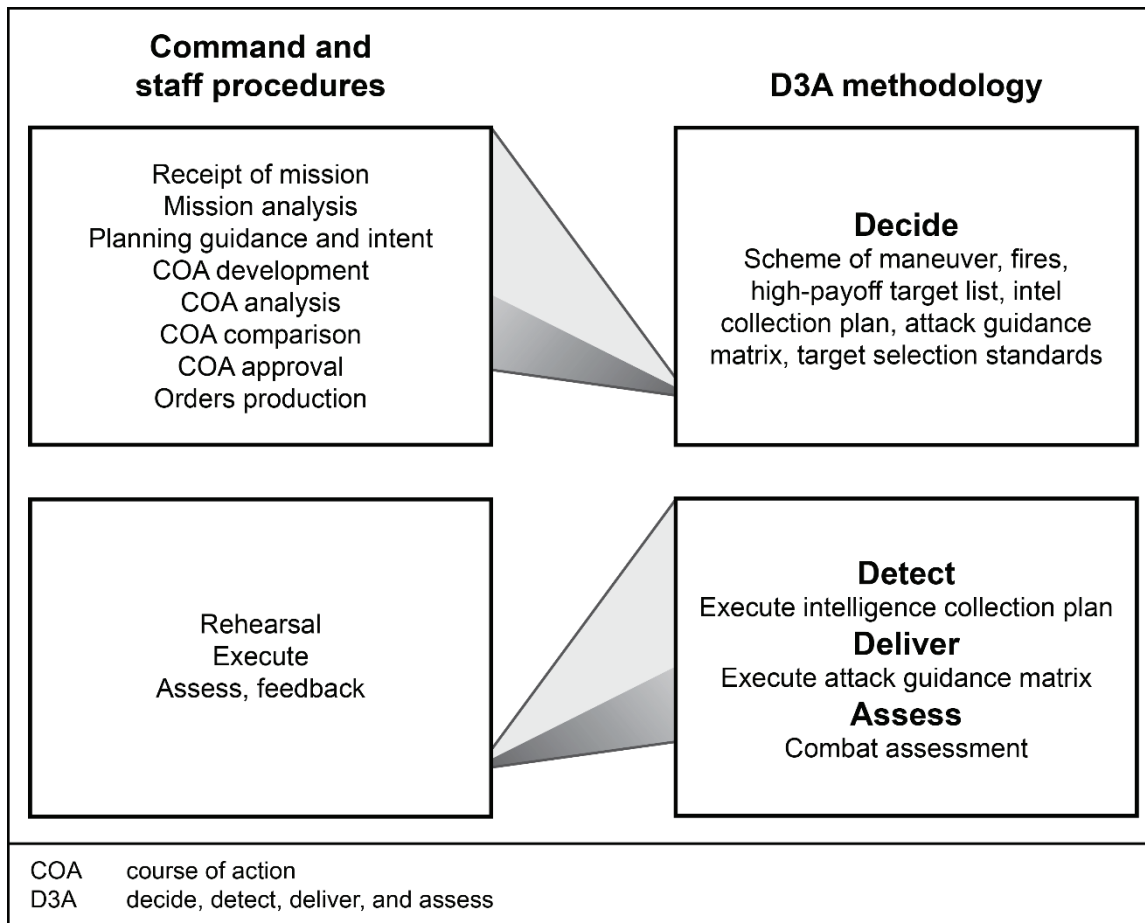 Command and
staff procedures
D3A methodology
Receipt of mission
Mission analysis
Planning guidance and intent
COA development
COA analysis
COA comparison
COA approval
Orders production
Decide
Scheme of maneuver, fires,
high-payoff target list, intel
collection plan, attack guidance
matrix, target selection standards
Rehearsal
Execute
Assess, feedback
Detect
Execute intelligence collection plan
Deliver
Execute attack guidance matrix
Assess
Combat assessment
COA course of action
D3A decide, detect, deliver, and assess